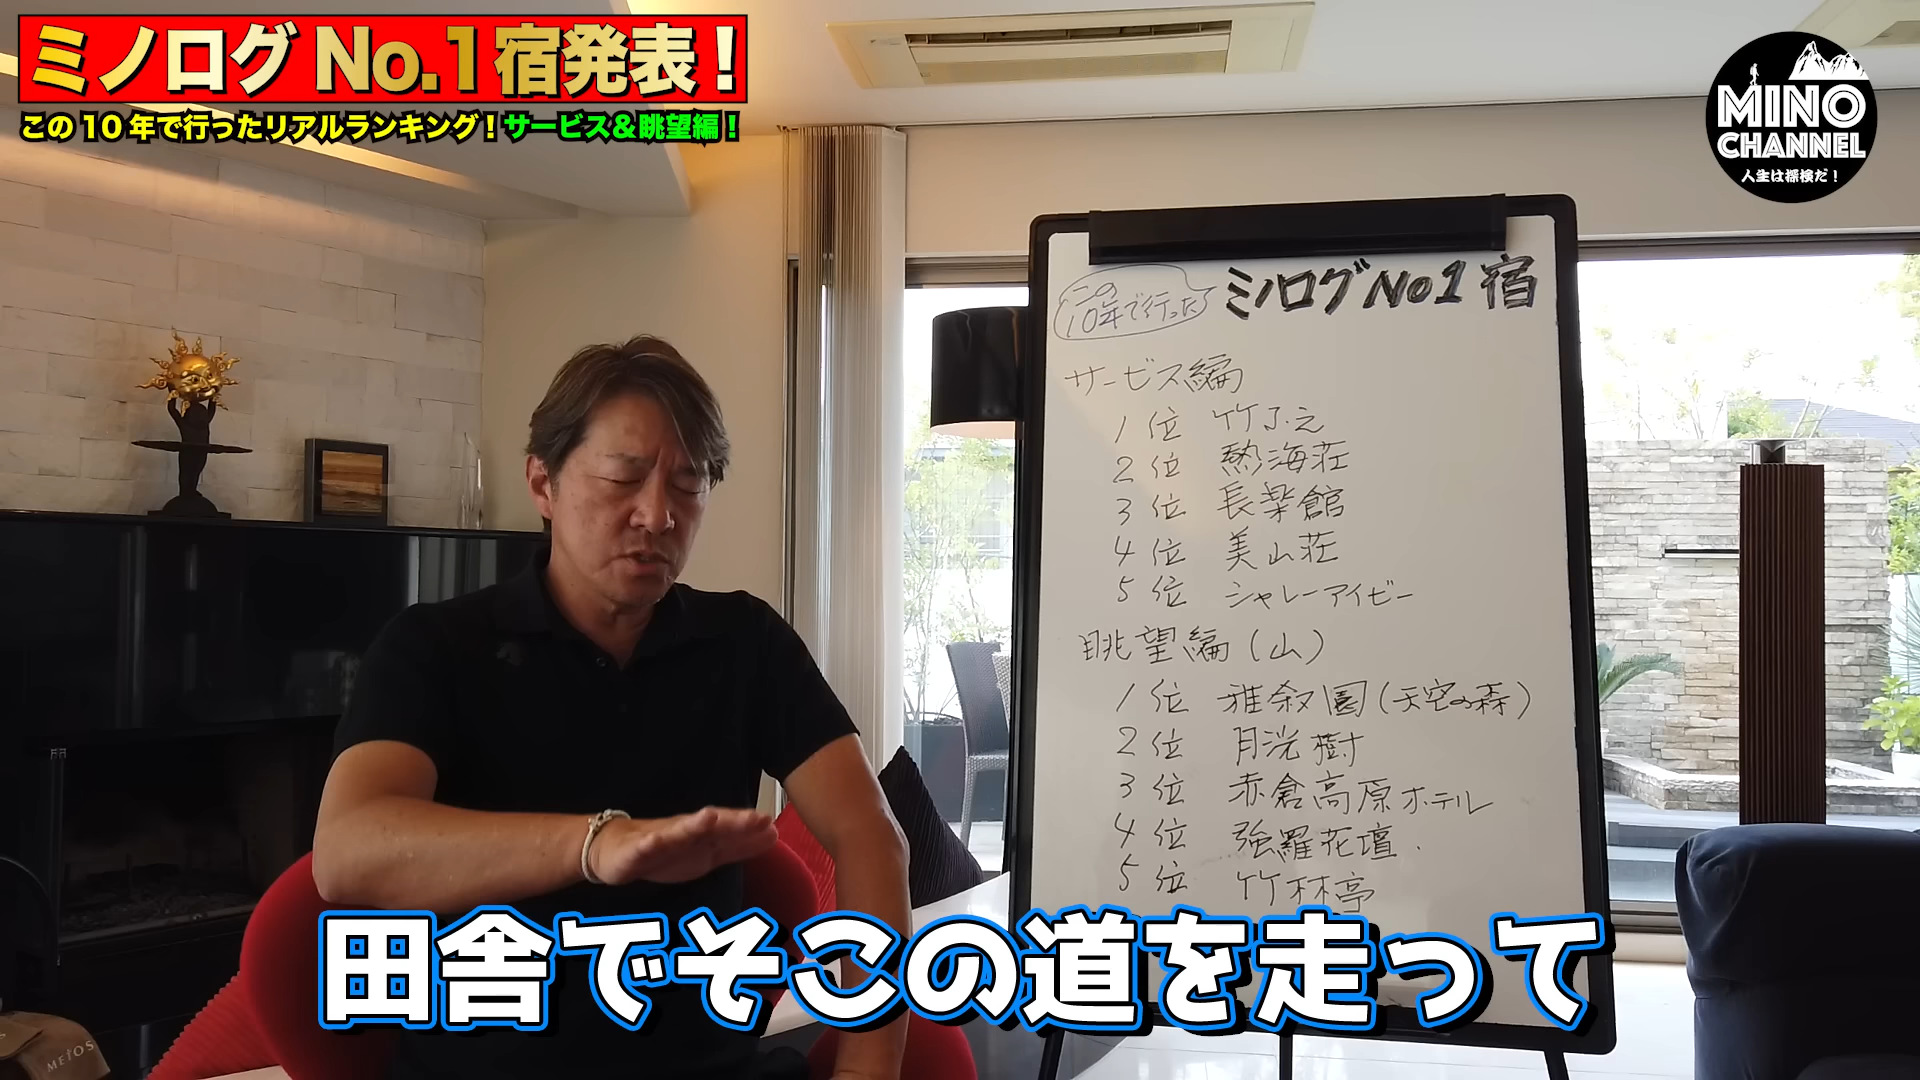 ミノログ No.1 宿発表！
この10年で行ったリアルランキング！サービス＆眺望編！
MINO
CHANNEL
人生は探検だ！
この
10年で行った
ミノログNo1宿
サービス編
1位 竹ふえ
2位 熱海荘
3位 長楽館
4位 美山荘
5位 シャレーアイビー
眺望編(山)
1位 雅叙園(天空の森)
2位 月洸樹
3位 赤倉高原ホテル
4位 強羅花壇.
5位 竹林亭
田舎でそこの道を走って
METOS